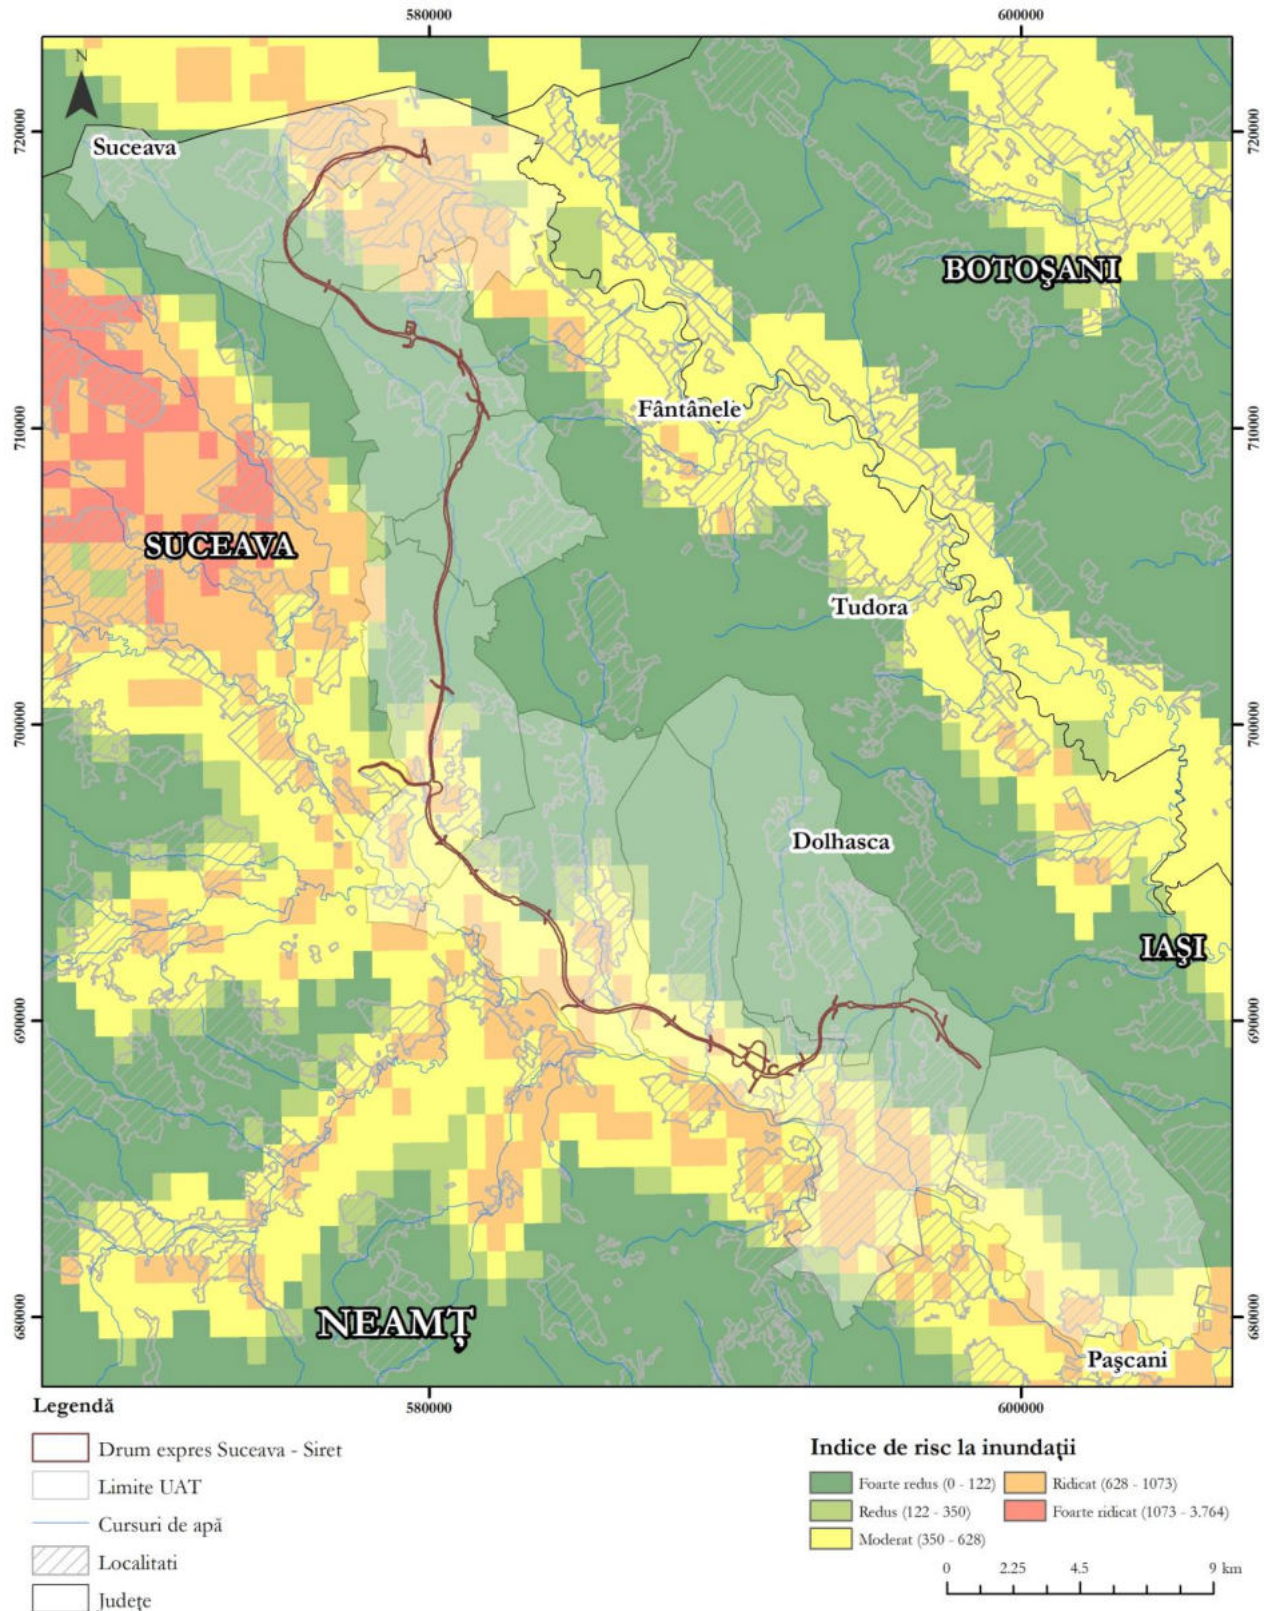 580000
600000
N
720000
Suceava
720000
BOTOŞANI
710000
Fântânele
710000
SUCEAVA
Tudora
700000
700000
Dolhasca
IAŞI
690000
690000
680000
NEAMŢ
680000
Paşcani
580000
600000
Legendă
Drum expres Suceava - Siret
Limite UAT
Cursuri de apă
Localitati
Judeţe
Indice de risc la inundaţii
Foarte redus (0 - 122)
Ridicat (628 - 1073)
Redus (122 - 350)
Foarte ridicat (1073 - 3.764)
Moderat (350 - 628)
0 2.25 4.5 9 km